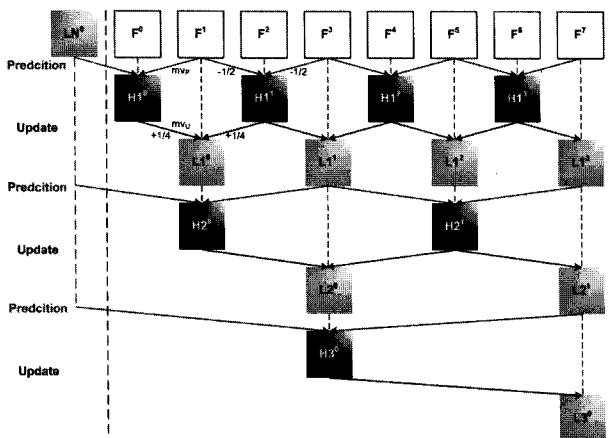 LN⁰ F⁰ F¹ F² F³ F⁴ F⁵ F⁶ F⁷
Predcition mvP -1/2 -1/2
H1⁰ H1¹ H1² H1³
Update mvU
+1/4 +1/4
L1⁰ L1¹ L1² L1³
Predcition
H2⁰ H2¹
Update
L2⁰ L2¹
Predcition
H3⁰
Update
L3⁰